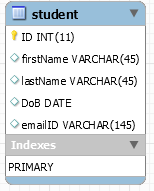 student
ID INT(11)
firstName VARCHAR(45)
lastName VARCHAR(45)
DoB DATE
emailID VARCHAR(145)
Indexes
PRIMARY